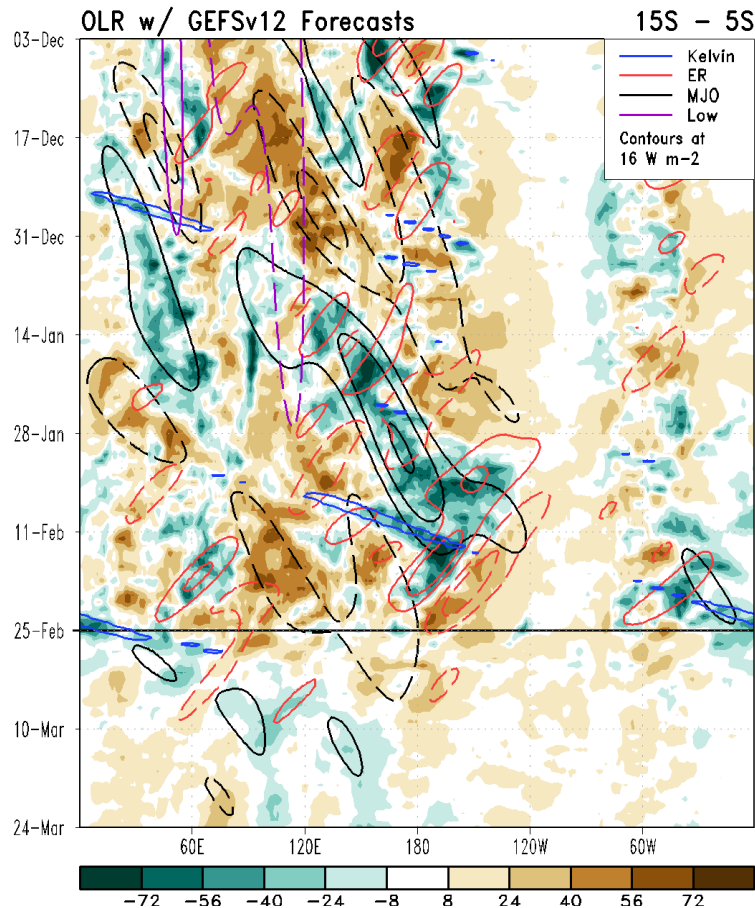 OLR w/ GEFSv12 Forecasts 15S - 5S
03-Dec
Kelvin
ER
MJO
Low
Contours at
16 W m-2
17-Dec
31-Dec
14-Jan
28-Jan
11-Feb
25-Feb
10-Mar
24-Mar
60E 120E 180 120W 60W
-72 -56 -40 -24 -8 8 24 40 56 72